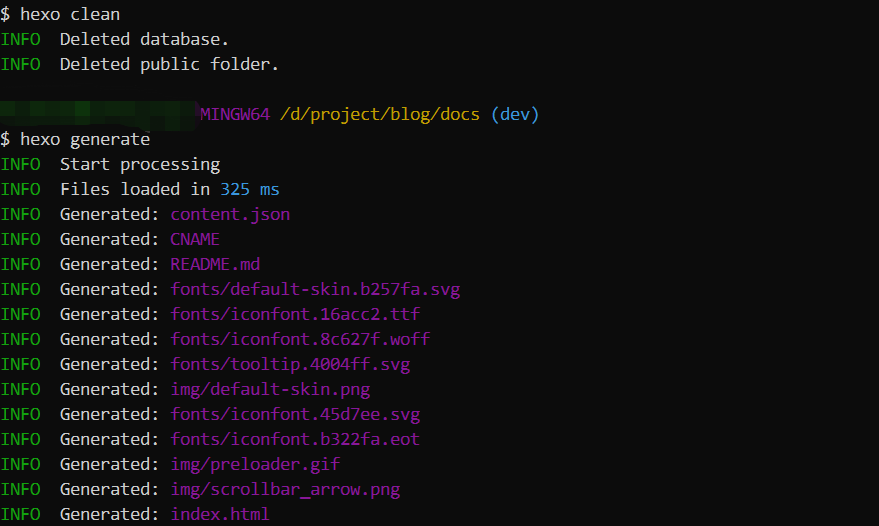 $ hexo clean
INFO  Deleted database.
INFO  Deleted public folder.
MINGW64 /d/project/blog/docs (dev)
$ hexo generate
INFO  Start processing
INFO  Files loaded in 325 ms
INFO  Generated: content.json
INFO  Generated: CNAME
INFO  Generated: README.md
INFO  Generated: fonts/default-skin.b257fa.svg
INFO  Generated: fonts/iconfont.16acc2.ttf
INFO  Generated: fonts/iconfont.8c627f.woff
INFO  Generated: fonts/tooltip.4004ff.svg
INFO  Generated: img/default-skin.png
INFO  Generated: fonts/iconfont.45d7ee.svg
INFO  Generated: fonts/iconfont.b322fa.eot
INFO  Generated: img/preloader.gif
INFO  Generated: img/scrollbar_arrow.png
INFO  Generated: index.html